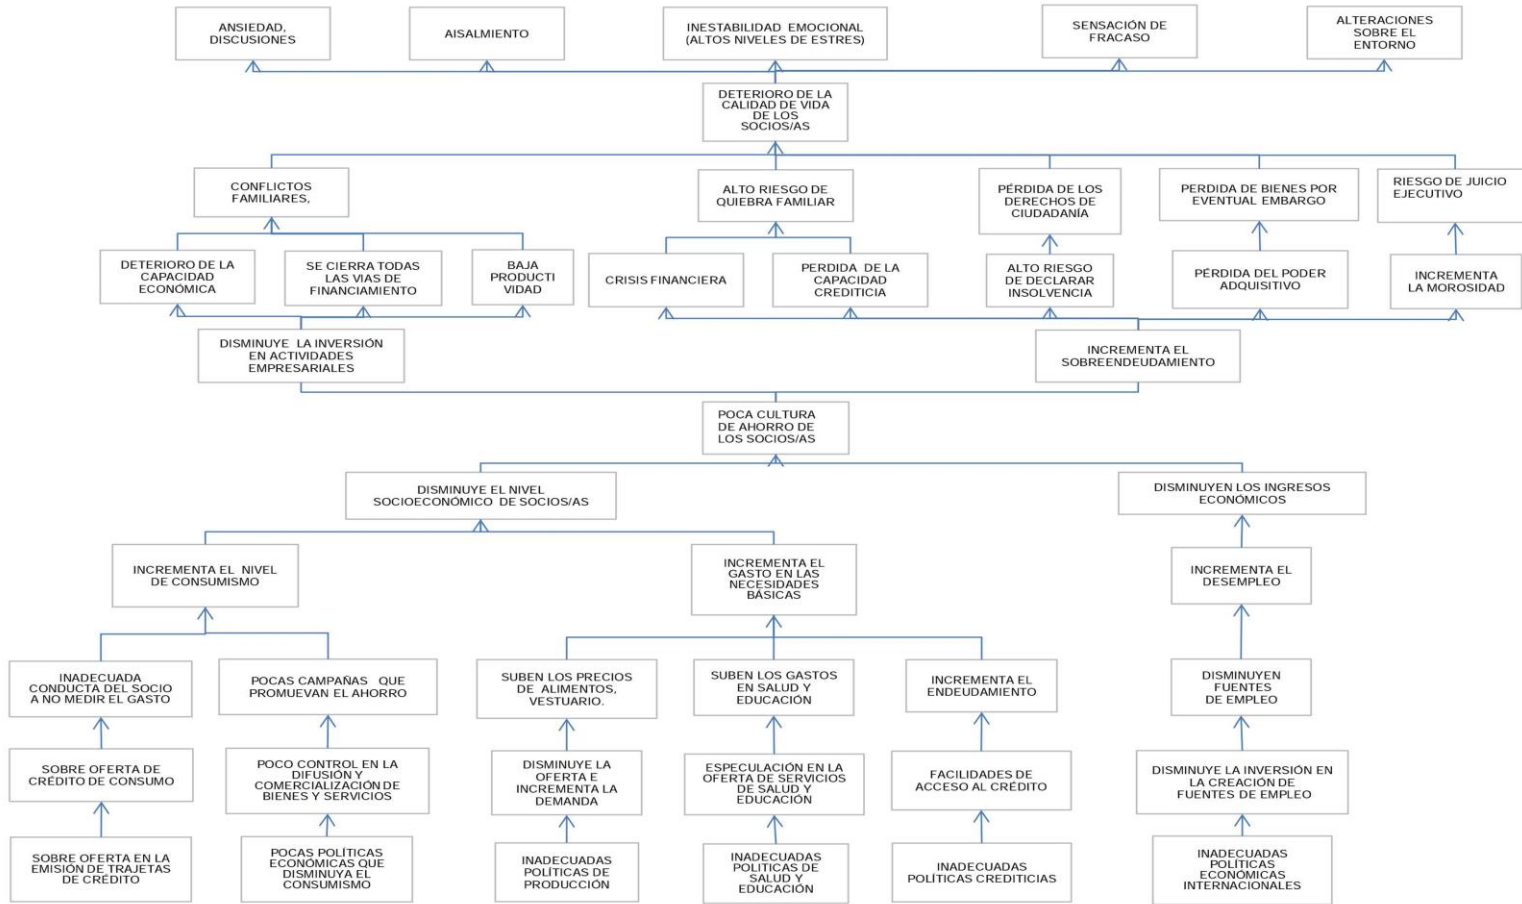 ANSIEDAD,
DISCUSIONES
AISALMIENTO
INESTABILIDAD EMOCIONAL
(ALTOS NIVELES DE ESTRES)
SENSACIÓN DE
FRACASO
ALTERACIONES
SOBRE EL
ENTORNO
DETERIORO DE LA
CALIDAD DE VIDA
DE LOS
SOCIOS/AS
CONFLICTOS
FAMILIARES,
ALTO RIESGO DE
QUIEBRA FAMILIAR
PÉRDIDA DE LOS
DERECHOS DE
CIUDADANÍA
PERDIDA DE BIENES POR
EVENTUAL EMBARGO
RIESGO DE JUICIO
EJECUTIVO
DETERIORO DE LA
CAPACIDAD
ECONÓMICA
SE CIERRA TODAS
LAS VIAS DE
FINANCIAMIENTO
BAJA
PRODUCTI
VIDAD
CRISIS FINANCIERA
PERDIDA DE LA
CAPACIDAD
CREDITICIA
ALTO RIESGO
DE DECLARAR
INSOLVENCIA
PÉRDIDA DEL PODER
ADQUISITIVO
INCREMENTA
LA MOROSIDAD
DISMINUYE LA INVERSIÓN
EN ACTIVIDADES
EMPRESARIALES
INCREMENTA EL
SOBREENDEUDAMIENTO
POCA CULTURA
DE AHORRO DE
LOS SOCIOS/AS
DISMINUYE EL NIVEL
SOCIOECONÓMICO DE SOCIOS/AS
DISMINUYEN LOS INGRESOS
ECONÓMICOS
INCREMENTA EL NIVEL
DE CONSUMISMO
INCREMENTA EL
GASTO EN LAS
NECESIDADES
BÁSICAS
INCREMENTA EL
DESEMPLEO
INADECUADA
CONDUCTA DEL SOCIO
A NO MEDIR EL GASTO
POCAS CAMPAÑAS QUE
PROMUEVAN EL AHORRO
SUBEN LOS PRECIOS
DE ALIMENTOS,
VESTUARIO.
SUBEN LOS GASTOS
EN SALUD Y
EDUCACIÓN
INCREMENTA EL
ENDEUDAMIENTO
DISMINUYEN
FUENTES
DE EMPLEO
SOBRE OFERTA DE
CRÉDITO DE CONSUMO
POCO CONTROL EN LA
DIFUSIÓN Y
COMERCIALIZACIÓN DE
BIENES Y SERVICIOS
DISMINUYE LA
OFERTA E
INCREMENTA LA
DEMANDA
ESPECULACIÓN EN LA
OFERTA DE SERVICIOS
DE SALUD Y
EDUCACIÓN
FACILIDADES DE
ACCESO AL CRÉDITO
DISMINUYE LA INVERSIÓN EN
LA CREACIÓN DE
FUENTES DE EMPLEO
SOBRE OFERTA EN LA
EMISIÓN DE TRAJETAS
DE CRÉDITO
POCAS POLÍTICAS
ECONÓMICAS QUE
DISMINUYA EL
CONSUMISMO
INADECUADAS
POLÍTICAS DE
PRODUCCIÓN
INADECUADAS
POLITICAS DE
SALUD Y
EDUCACIÓN
INADECUADAS
POLÍTICAS CREDITICIAS
INADECUADAS
POLÍTICAS
ECONÓMICAS
INTERNACIONALES